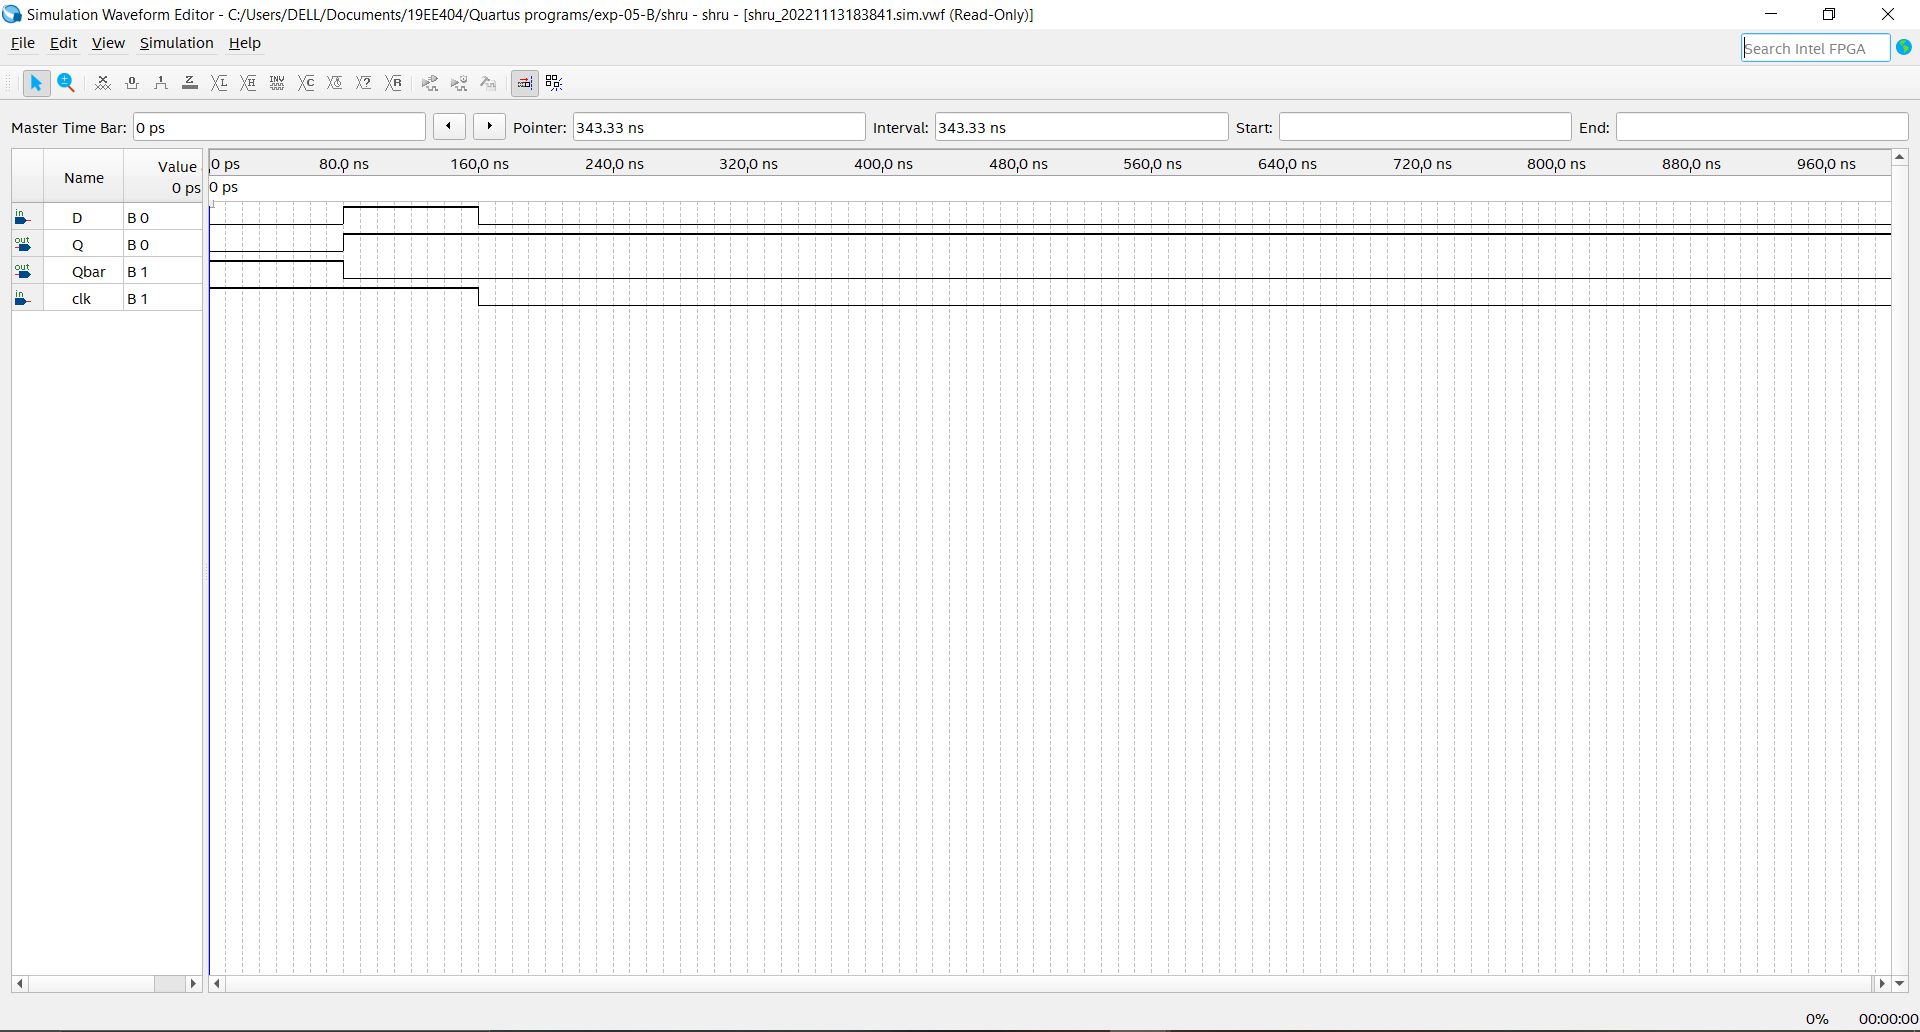 Simulation Waveform Editor - C:/Users/DELL/Documents/19EE404/Quartus programs/exp-05-B/shru - shru - [shru_20221113183841.sim.vwf (Read-Only)]
File Edit View Simulation Help
Search Intel FPGA
Master Time Bar: 0 ps Pointer: 343.33 ns Interval: 343.33 ns Start: End:
Name Value 0 ps
0 ps 80.0 ns 160.0 ns 240.0 ns 320.0 ns 400.0 ns 480.0 ns 560.0 ns 640.0 ns 720.0 ns 800.0 ns 880.0 ns 960.0 ns
0 ps
in D B 0
out Q B 0
out Qbar B 1
in clk B 1
0% 00:00:00